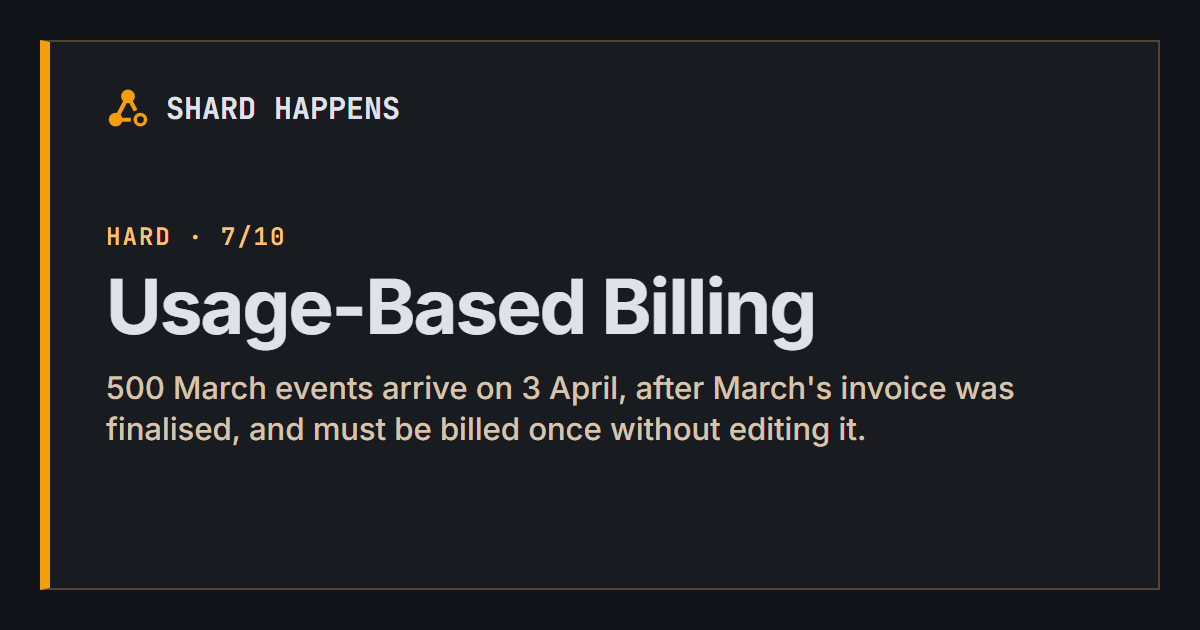 SHARD HAPPENS
HARD · 7/10
Usage-Based Billing
500 March events arrive on 3 April, after March's invoice was
finalised, and must be billed once without editing it.